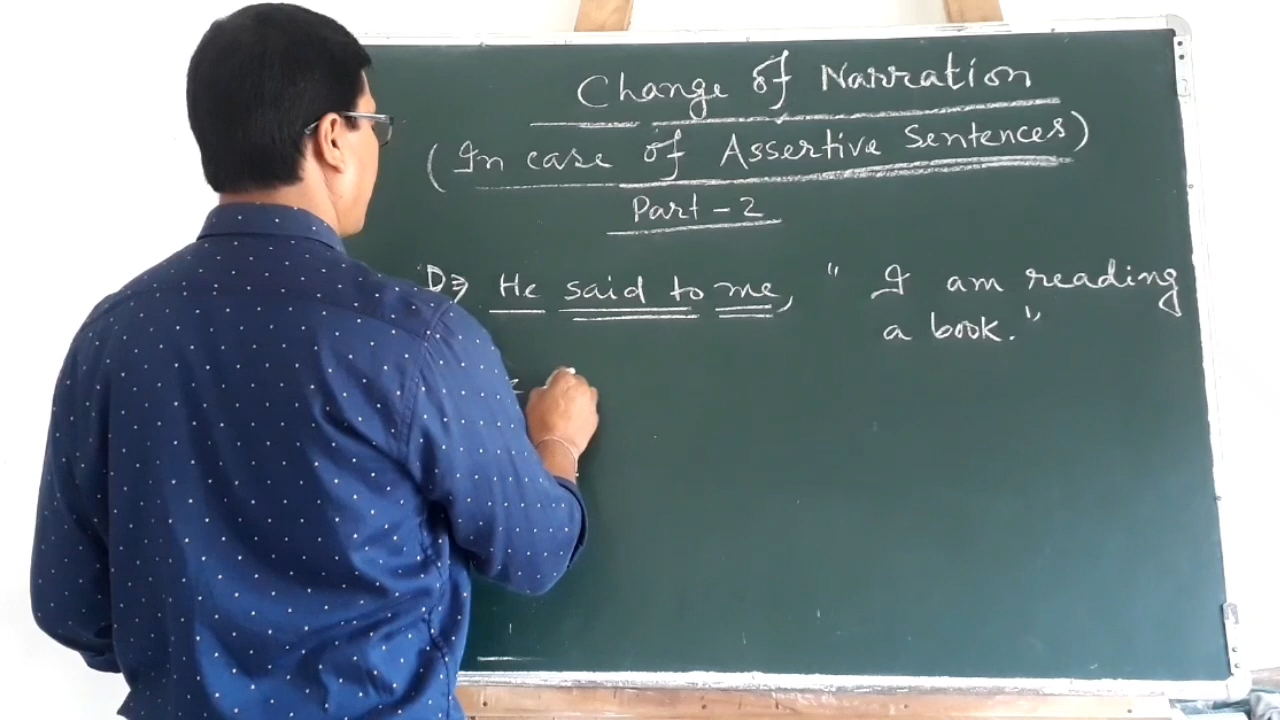 Change of Narration
(In case of Assertive Sentences)
Part - 2
D⇒ He said to me, " I am reading
a book."